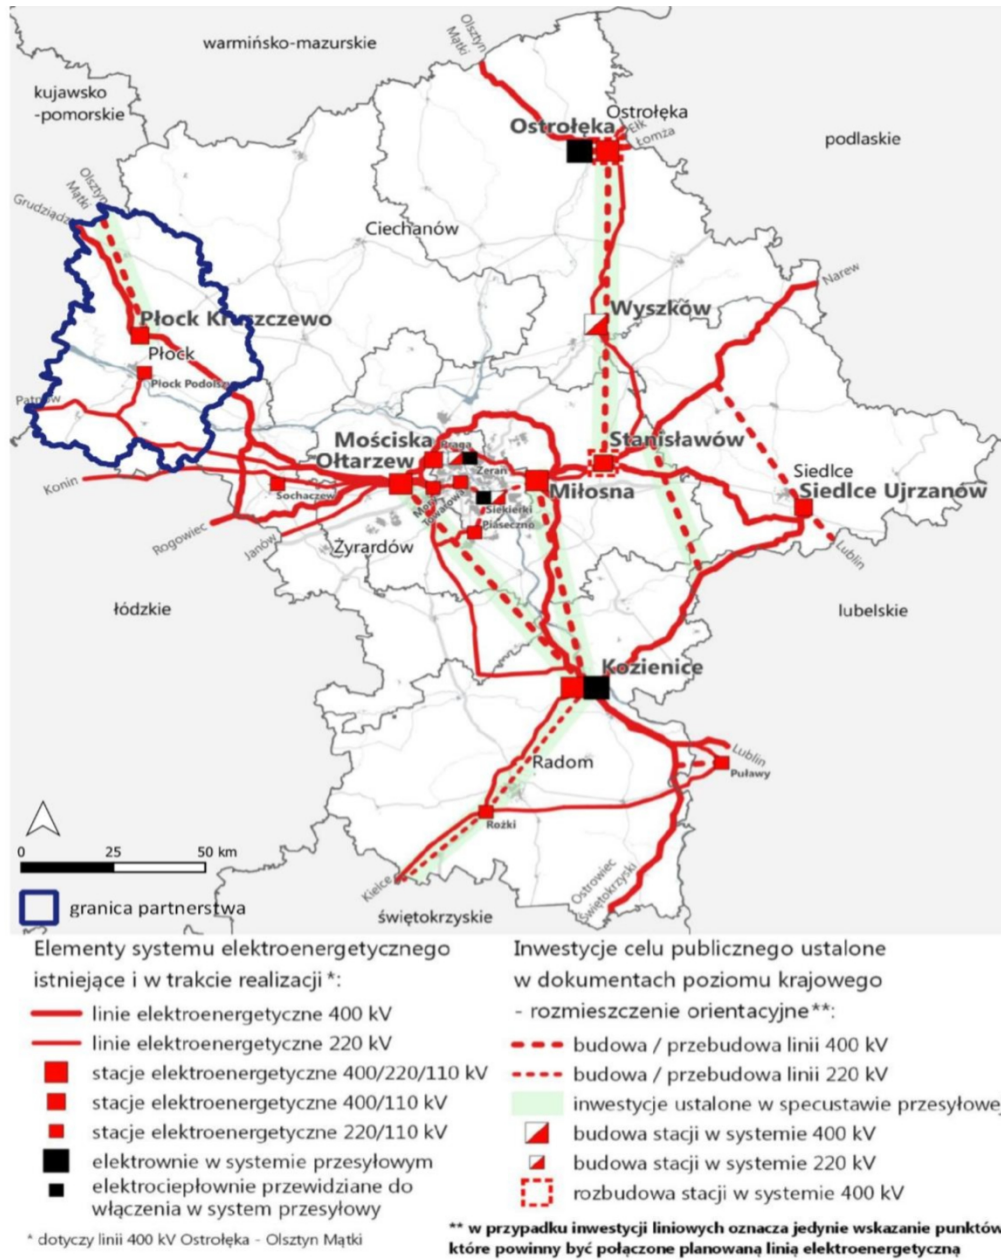 Olsztyn
Mątki
warmińsko-mazurskie
kujawsko
-pomorskie
Ostrołęka
Ostrołęka
Ełk
Łomża
podlaskie
Olsztyn
Mątki
Grudziądz
Ciechanów
Narew
Wyszków
Płock
Płock
Płock
Stanisławów
Mościska
Ołtarzew
Praga
Żerań
Siedlce
Siedlce Ujrzanów
Konin
Sochaczew
Towarowa
Siekierki
Miłosna
Piaseczno
Rogowiec
Janów
Żyrardów
Lublin
łódzkie
lubelskie
Kozienice
Lublin
Puławy
Radom
Rożki
0 25 50 km
Kielce
Ostrowiec
Świętokrzyski
granica partnerstwa
świętokrzyskie
Elementy systemu elektroenergetycznego
istniejące i w trakcie realizacji *:
linie elektroenergetyczne 400 kV
linie elektroenergetyczne 220 kV
stacje elektroenergetyczne 400/220/110 kV
stacje elektroenergetyczne 400/110 kV
stacje elektroenergetyczne 220/110 kV
elektrownie w systemie przesyłowym
elektrociepłownie przewidziane do
włączenia w system przesyłowy
* dotyczy linii 400 kV Ostrołęka - Olsztyn Mątki
Inwestycje celu publicznego ustalone
w dokumentach poziomu krajowego
- rozmieszczenie orientacyjne**:
budowa / przebudowa linii 400 kV
budowa / przebudowa linii 220 kV
inwestycje ustalone w specustawie przesyłowej
budowa stacji w systemie 400 kV
budowa stacji w systemie 220 kV
rozbudowa stacji w systemie 400 kV
** w przypadku inwestycji liniowych oznacza jedynie wskazanie punktów
które powinny być połączone planowaną linią elektroenergetyczną